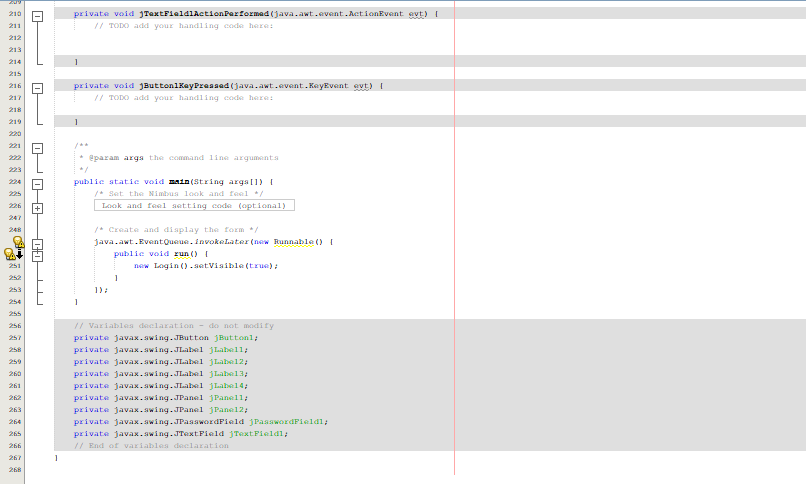 209
210 private void jTextField1ActionPerformed(java.awt.event.ActionEvent evt) {
211 // TODO add your handling code here:
212
213
214 }
215
216 private void jButton1KeyPressed(java.awt.event.KeyEvent evt) {
217 // TODO add your handling code here:
218
219 }
220
221 /**
222 * @param args the command line arguments
223 */
224 public static void main(String args[]) {
225 /* Set the Nimbus look and feel */
226 Look and feel setting code (optional)
247
248 /* Create and display the form */
java.awt.EventQueue.invokeLater(new Runnable() {
public void run() {
251 new Login().setVisible(true);
252 }
253 });
254 }
255
256 // Variables declaration - do not modify
257 private javax.swing.JButton jButton1;
258 private javax.swing.JLabel jLabel1;
259 private javax.swing.JLabel jLabel2;
260 private javax.swing.JLabel jLabel3;
261 private javax.swing.JLabel jLabel4;
262 private javax.swing.JPanel jPanel1;
263 private javax.swing.JPanel jPanel2;
264 private javax.swing.JPasswordField jPasswordField1;
265 private javax.swing.JTextField jTextField1;
266 // End of variables declaration
267 }
268